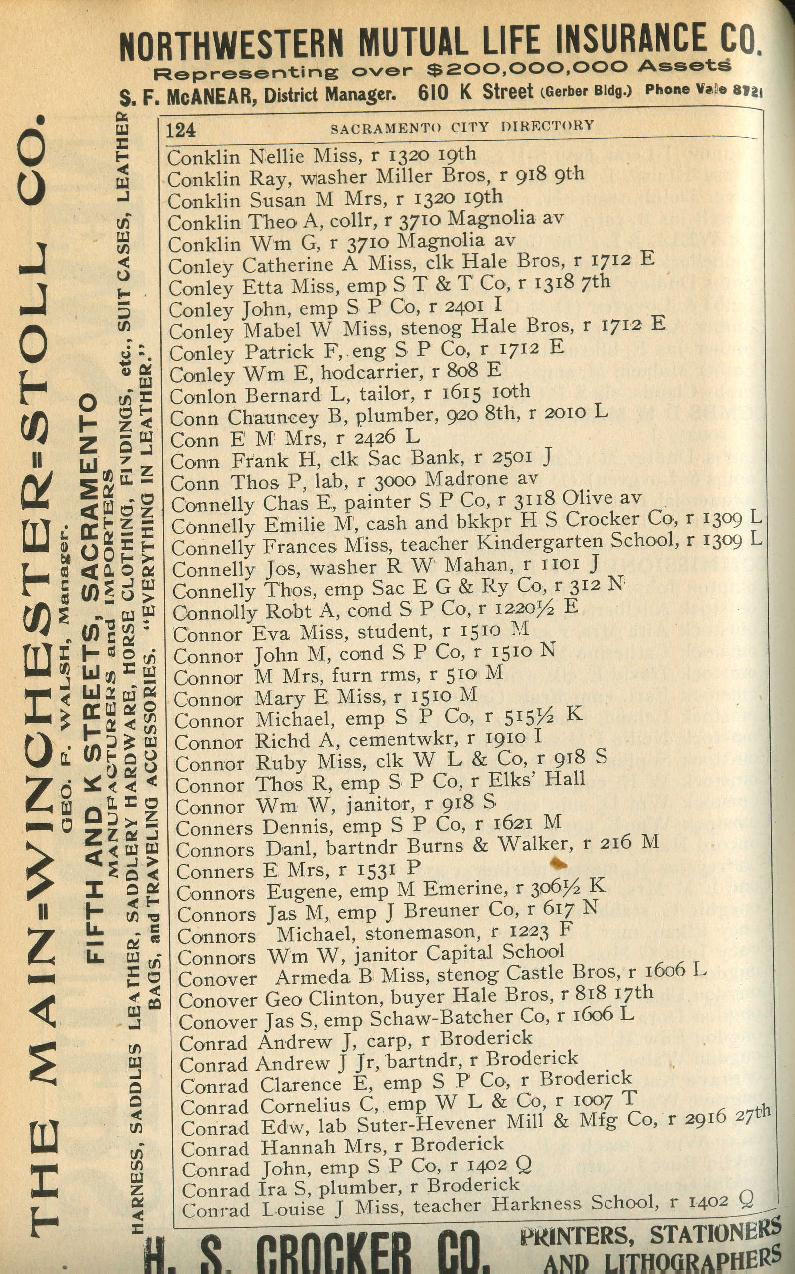 NORTHWESTERN MUTUAL LIFE INSURANCE CO.
Representing over $200,000,000 Assets
S. F. McANEAR, District Manager. 610 K Street (Gerber Bldg.) Phone Vale 8721
THE MAIN=WINCHESTER=STOLL CO.
GEO. F. WALSH, Manager.
FIFTH AND K STREETS, SACRAMENTO
MANUFACTURERS and IMPORTERS
HARNESS, SADDLES LEATHER, SADDLERY HARDWARE, HORSE CLOTHING, FINDINGS, etc., SUIT CASES, LEATHER
BAGS, and TRAVELING ACCESSORIES. "EVERYTHING IN LEATHER."
124 SACRAMENTO CITY DIRECTORY
Conklin Nellie Miss, r 1320 19th
Conklin Ray, washer Miller Bros, r 918 9th
Conklin Susan M Mrs, r 1320 19th
Conklin Theo A, collr, r 3710 Magnolia av
Conklin Wm G, r 3710 Magnolia av
Conley Catherine A Miss, clk Hale Bros, r 1712 E
Conley Etta Miss, emp S T & T Co, r 1318 7th
Conley John, emp S P Co, r 2401 I
Conley Mabel W Miss, stenog Hale Bros, r 1712 E
Conley Patrick F, eng S P Co, r 1712 E
Conley Wm E, hodcarrier, r 808 E
Conlon Bernard L, tailor, r 1615 10th
Conn Chauncey B, plumber, 920 8th, r 2010 L
Conn E M Mrs, r 2426 L
Conn Frank H, clk Sac Bank, r 2501 J
Conn Thos P, lab, r 3000 Madrone av
Connelly Chas E, painter S P Co, r 3118 Olive av
Connelly Emilie M, cash and bkkpr H S Crocker Co, r 1309 L
Connelly Frances Miss, teacher Kindergarten School, r 1309 L
Connelly Jos, washer R W Mahan, r 1101 J
Connelly Thos, emp Sac E G & Ry Co, r 312 N
Connolly Robt A, cond S P Co, r 1220½ E
Connor Eva Miss, student, r 1510 M
Connor John M, cond S P Co, r 1510 N
Connor M Mrs, furn rms, r 510 M
Connor Mary E Miss, r 1510 M
Connor Michael, emp S P Co, r 515½ K
Connor Richd A, cementwkr, r 1910 I
Connor Ruby Miss, clk W L & Co, r 918 S
Connor Thos R, emp S P Co, r Elks' Hall
Connor Wm W, janitor, r 918 S
Conners Dennis, emp S P Co, r 1621 M
Connors Danl, bartndr Burns & Walker, r 216 M
Conners E Mrs, r 1531 P
Connors Eugene, emp M Emerine, r 306½ K
Connors Jas M, emp J Breuner Co, r 617 N
Connors Michael, stonemason, r 1223 F
Connors Wm W, janitor Capital School
Conover Armeda B Miss, stenog Castle Bros, r 1606 L
Conover Geo Clinton, buyer Hale Bros, r 818 17th
Conover Jas S, emp Schaw-Batcher Co, r 1606 L
Conrad Andrew J, carp, r Broderick
Conrad Andrew J Jr, bartndr, r Broderick
Conrad Clarence E, emp S P Co, r Broderick
Conrad Cornelius C, emp W L & Co, r 1007 T
Conrad Edw, lab Suter-Hevener Mill & Mfg Co, r 2916 27th
Conrad Hannah Mrs, r Broderick
Conrad John, emp S P Co, r 1402 Q
Conrad Ira S, plumber, r Broderick
Conrad Louise J Miss, teacher Harkness School, r 1402 Q
H. S. CROCKER CO. PRINTERS, STATIONERS
AND LITHOGRAPHERS